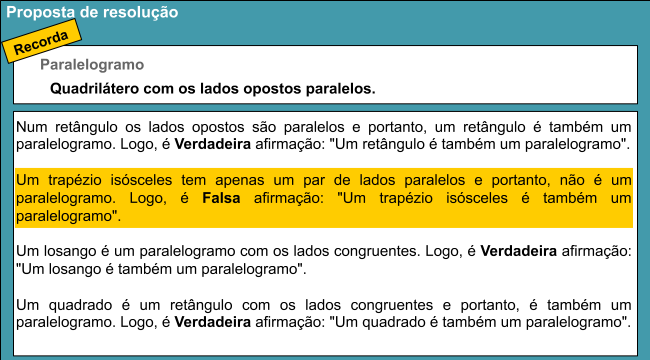 Proposta de resolução
Recorda
Paralelogramo
Quadrilátero com os lados opostos paralelos.
Num retângulo os lados opostos são paralelos e portanto, um retângulo é também um
paralelogramo. Logo, é Verdadeira afirmação: "Um retângulo é também um paralelogramo".
Um trapézio isósceles tem apenas um par de lados paralelos e portanto, não é um
paralelogramo. Logo, é Falsa afirmação: "Um trapézio isósceles é também um
paralelogramo".
Um losango é um paralelogramo com os lados congruentes. Logo, é Verdadeira afirmação:
"Um losango é também um paralelogramo".
Um quadrado é um retângulo com os lados congruentes e portanto, é também um
paralelogramo. Logo, é Verdadeira afirmação: "Um quadrado é também um paralelogramo".